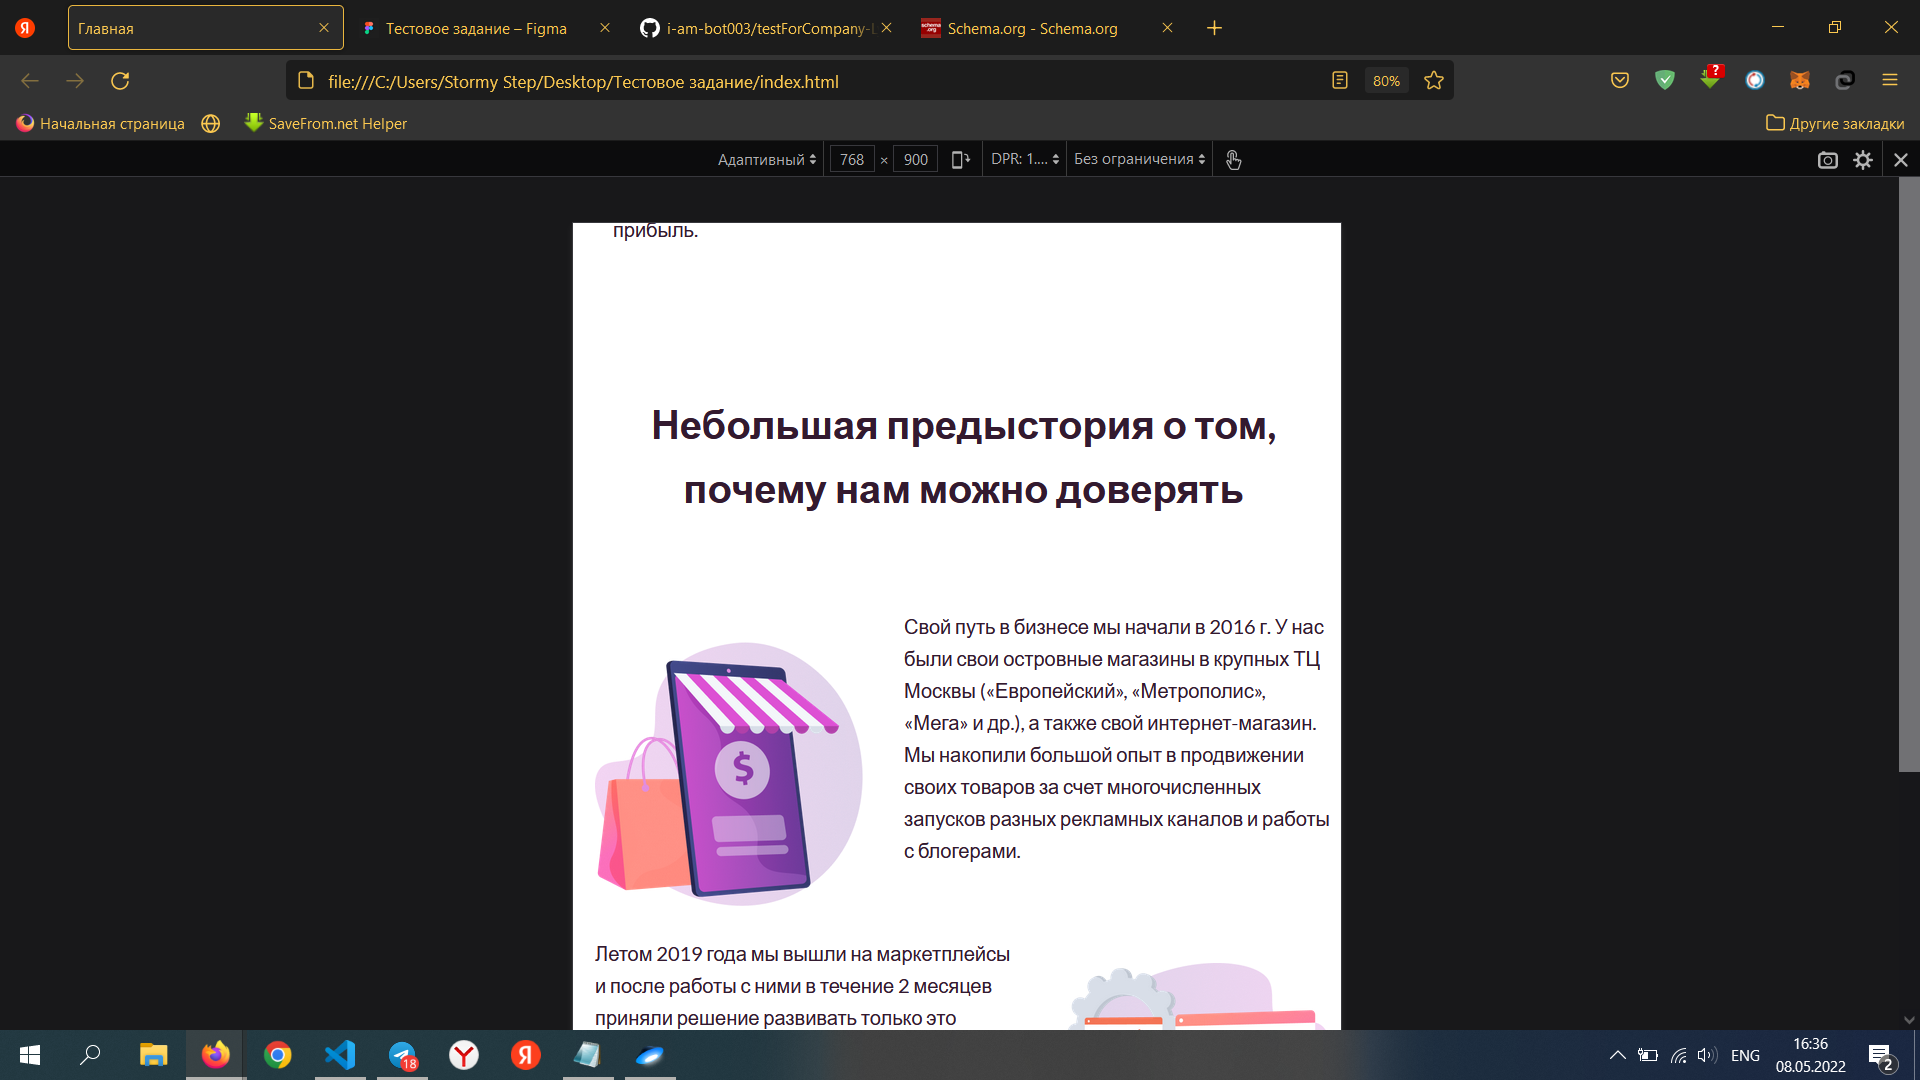 Главная
Тестовое задание – Figma
i-am-bot003/testForCompany-
Schema.org - Schema.org
file:///C:/Users/Stormy Step/Desktop/Тестовое задание/index.html
80%
?
Начальная страница
SaveFrom.net Helper
Другие закладки
Адаптивный
768 × 900
DPR: 1....
Без ограничения
прибыль.
Небольшая предыстория о том,
почему нам можно доверять
Свой путь в бизнесе мы начали в 2016 г. У нас
были свои островные магазины в крупных ТЦ
Москвы («Европейский», «Метрополис»,
«Мега» и др.), а также свой интернет-магазин.
Мы накопили большой опыт в продвижении
своих товаров за счет многочисленных
запусков разных рекламных каналов и работы
с блогерами.
$
Летом 2019 года мы вышли на маркетплейсы
и после работы с ними в течение 2 месяцев
приняли решение развивать только это
18
ENG
16:36
08.05.2022
2